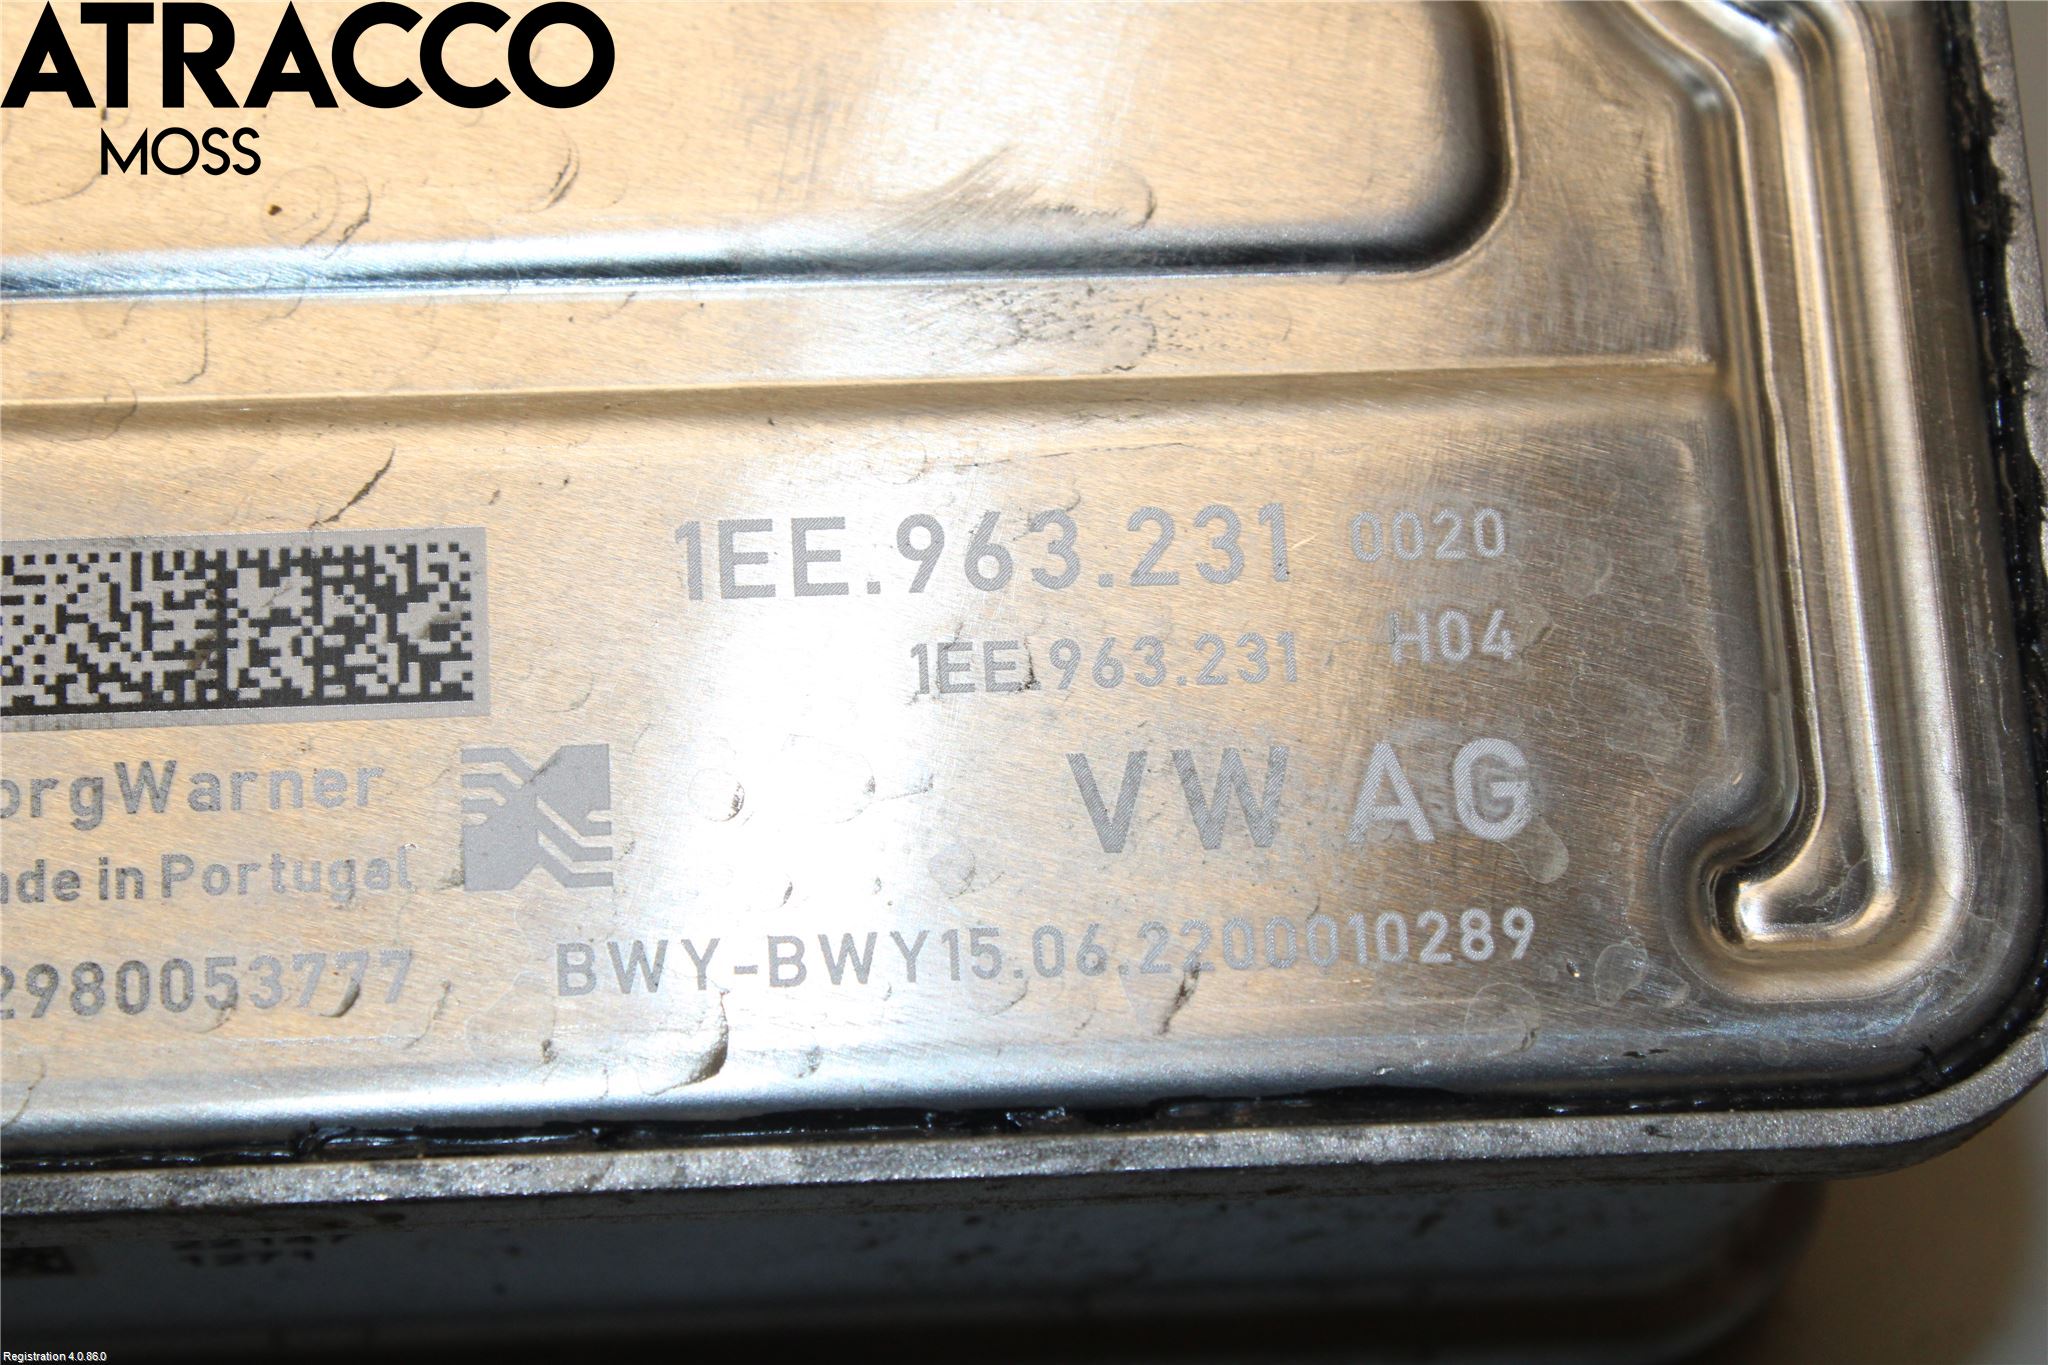 ATRACCO
MOSS
1EE.963.231 0020
1EE.963.231 H04
orgWarner
VW AG
ade in Portugal
2980053777 BWY-BWY15.06.2200010289
1271
Registration 4.0.86.0